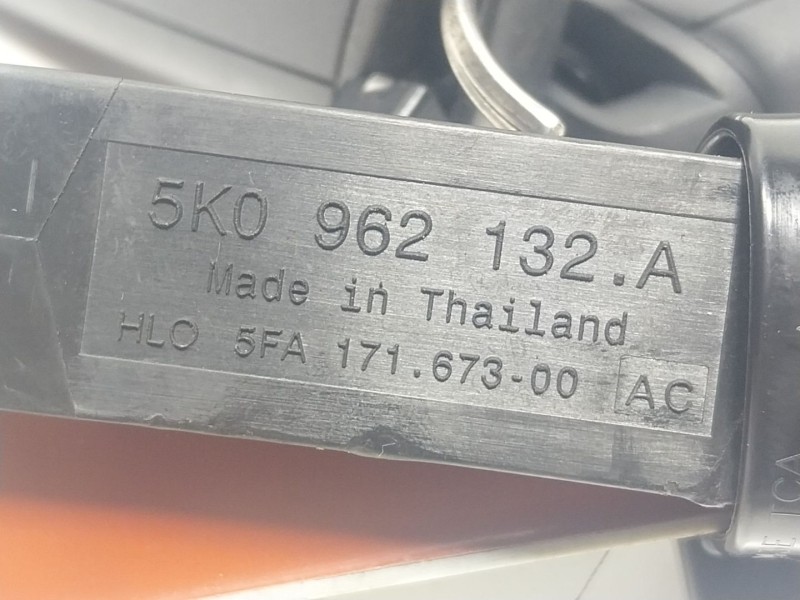 5K0 962 132.A
Made in Thailand
HLO 5FA 171.673-00 AC